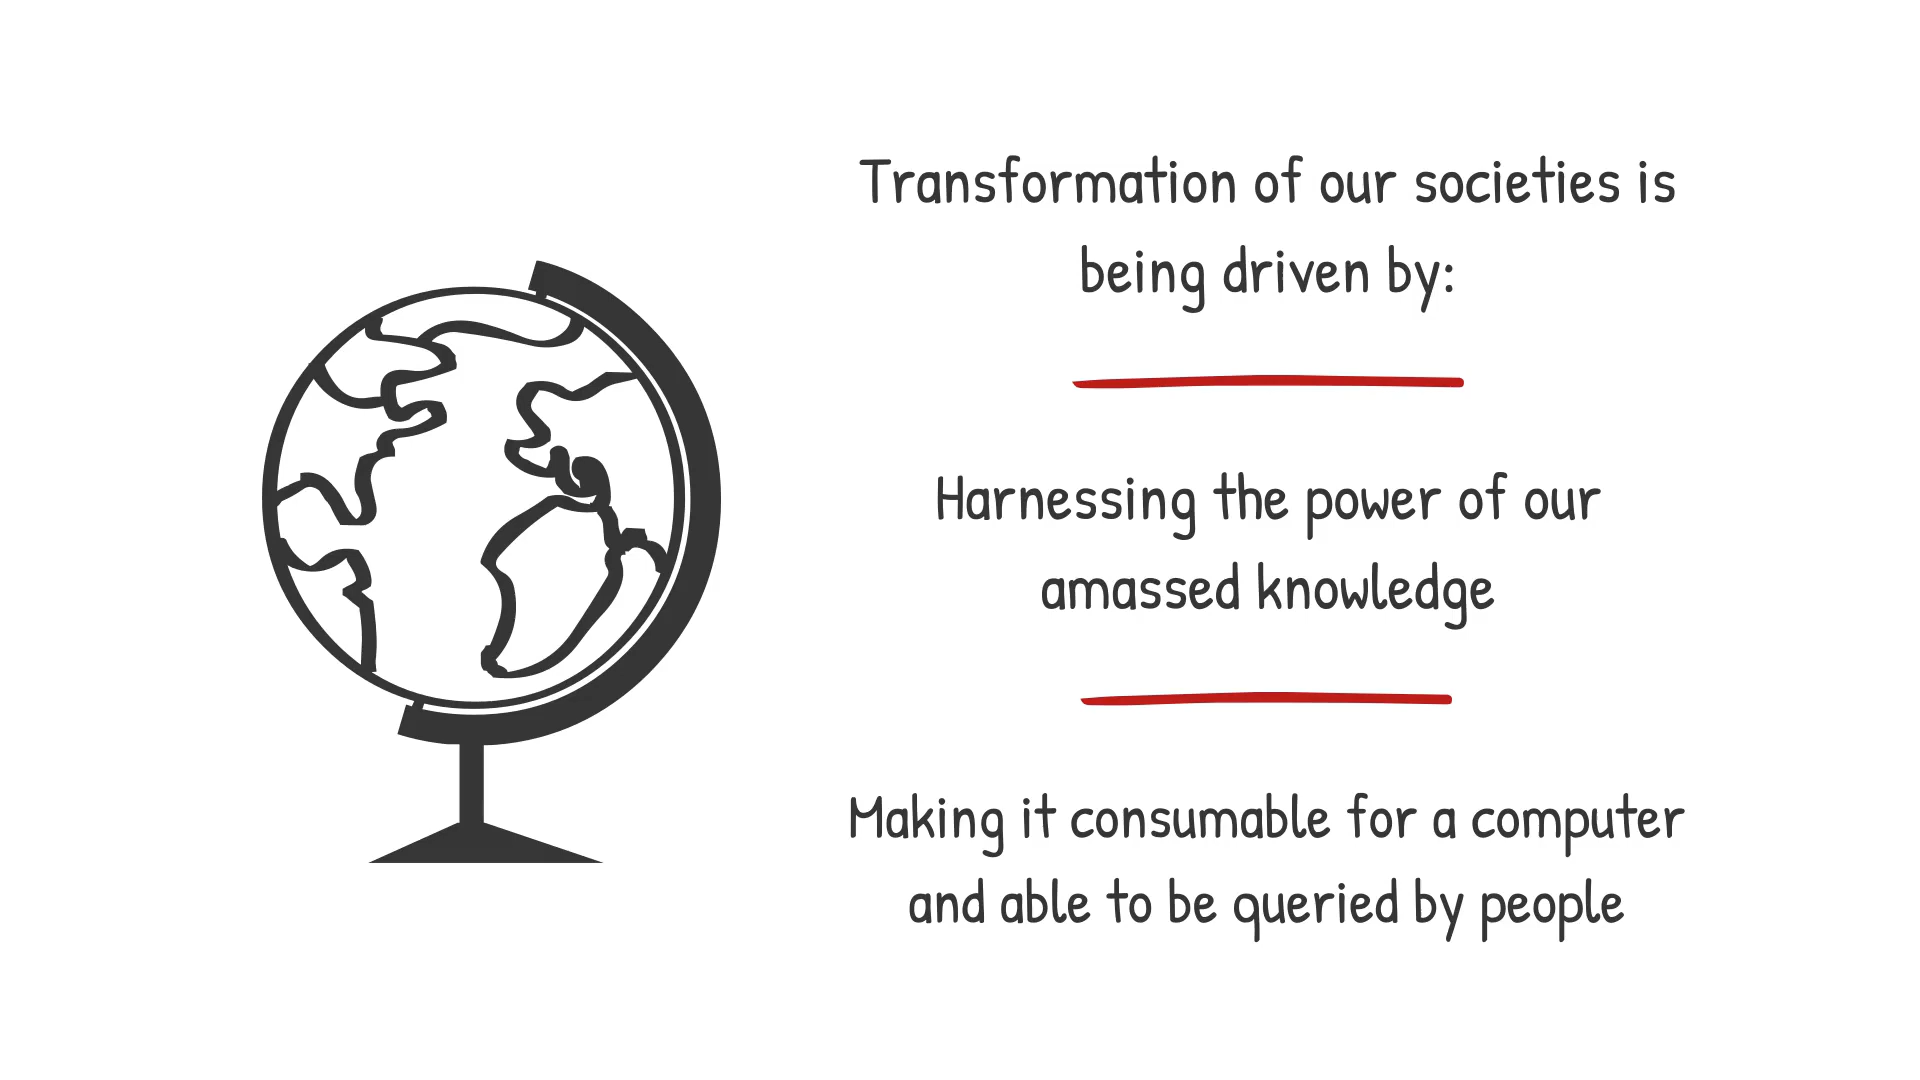 Transformation of our societies is
being driven by:
Harnessing the power of our
amassed knowledge
Making it consumable for a computer
and able to be queried by people